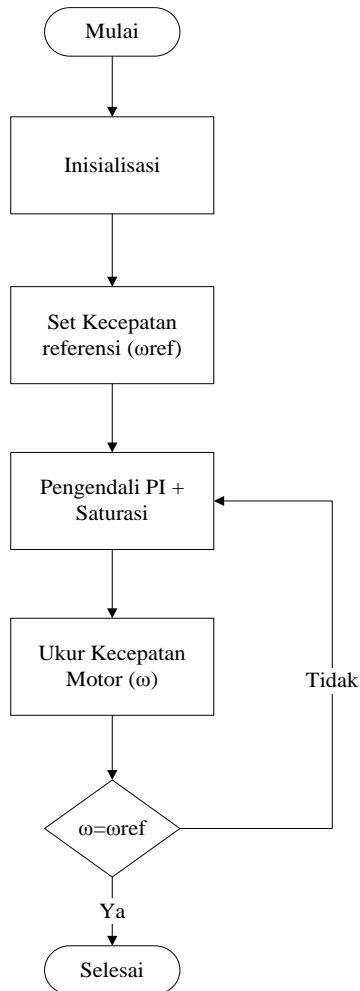 Mulai
Inisialisasi
Set Kecepatan
referensi (ωref)
Pengendali PI +
Saturasi
Ukur Kecepatan
Motor (ω)
Tidak
ω=ωref
Ya
Selesai